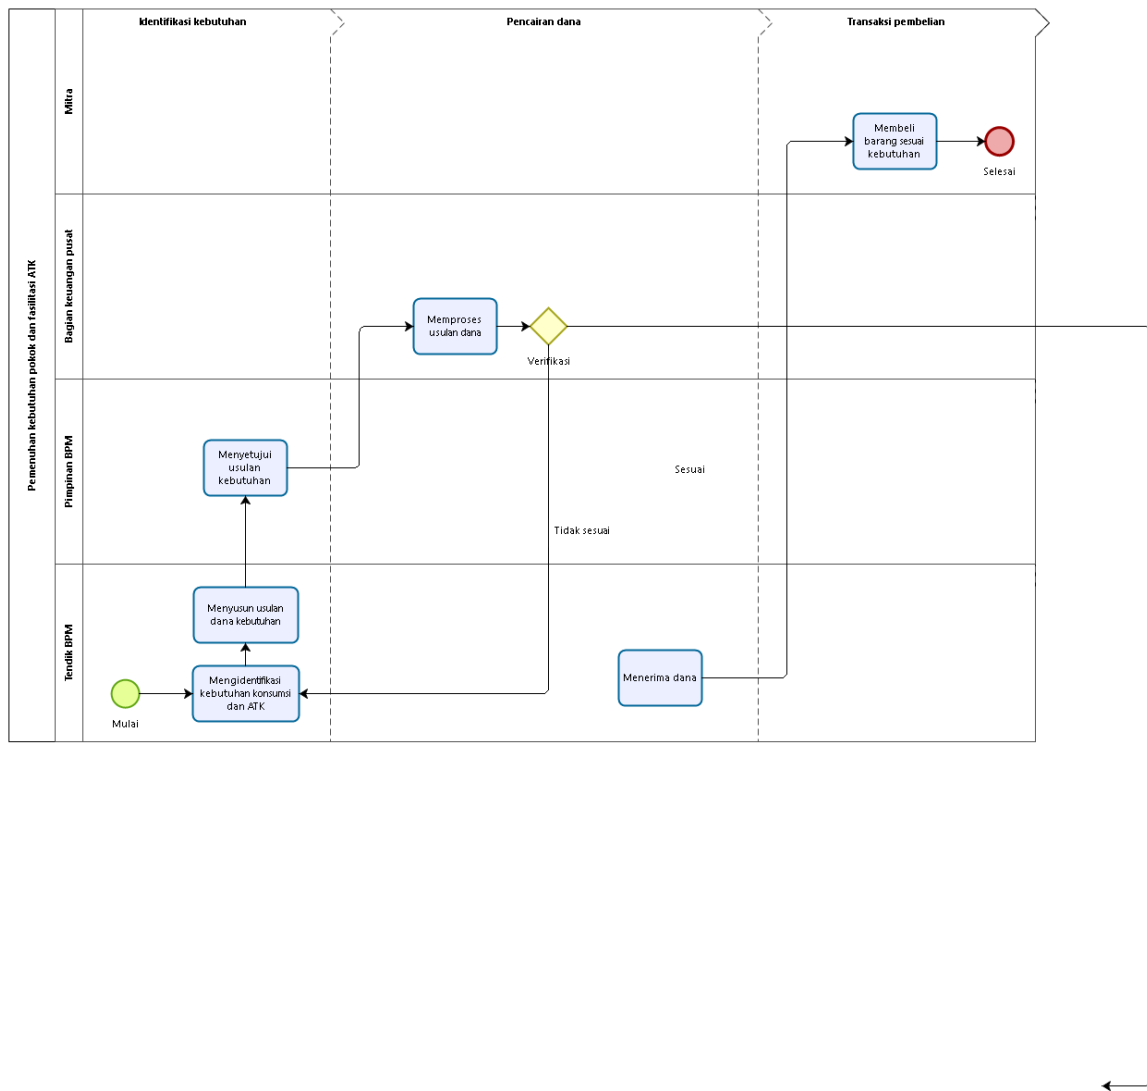 Identifikasi kebutuhan
Pencairan dana
Transaksi pembelian
Pemenuhan kebutuhan pokok dan fasilitasi ATK
Mitra
Membeli
barang sesuai
kebutuhan
Selesai
Bagian keuangan pusat
Memproses
usulan dana
Verifikasi
Pimpinan BPM
Menyetujui
usulan
kebutuhan
Sesuai
Tidak sesuai
Tendik BPM
Menyusun usulan
dana kebutuhan
Mengidentifikasi
kebutuhan konsumsi
dan ATK
Mulai
Menerima dana